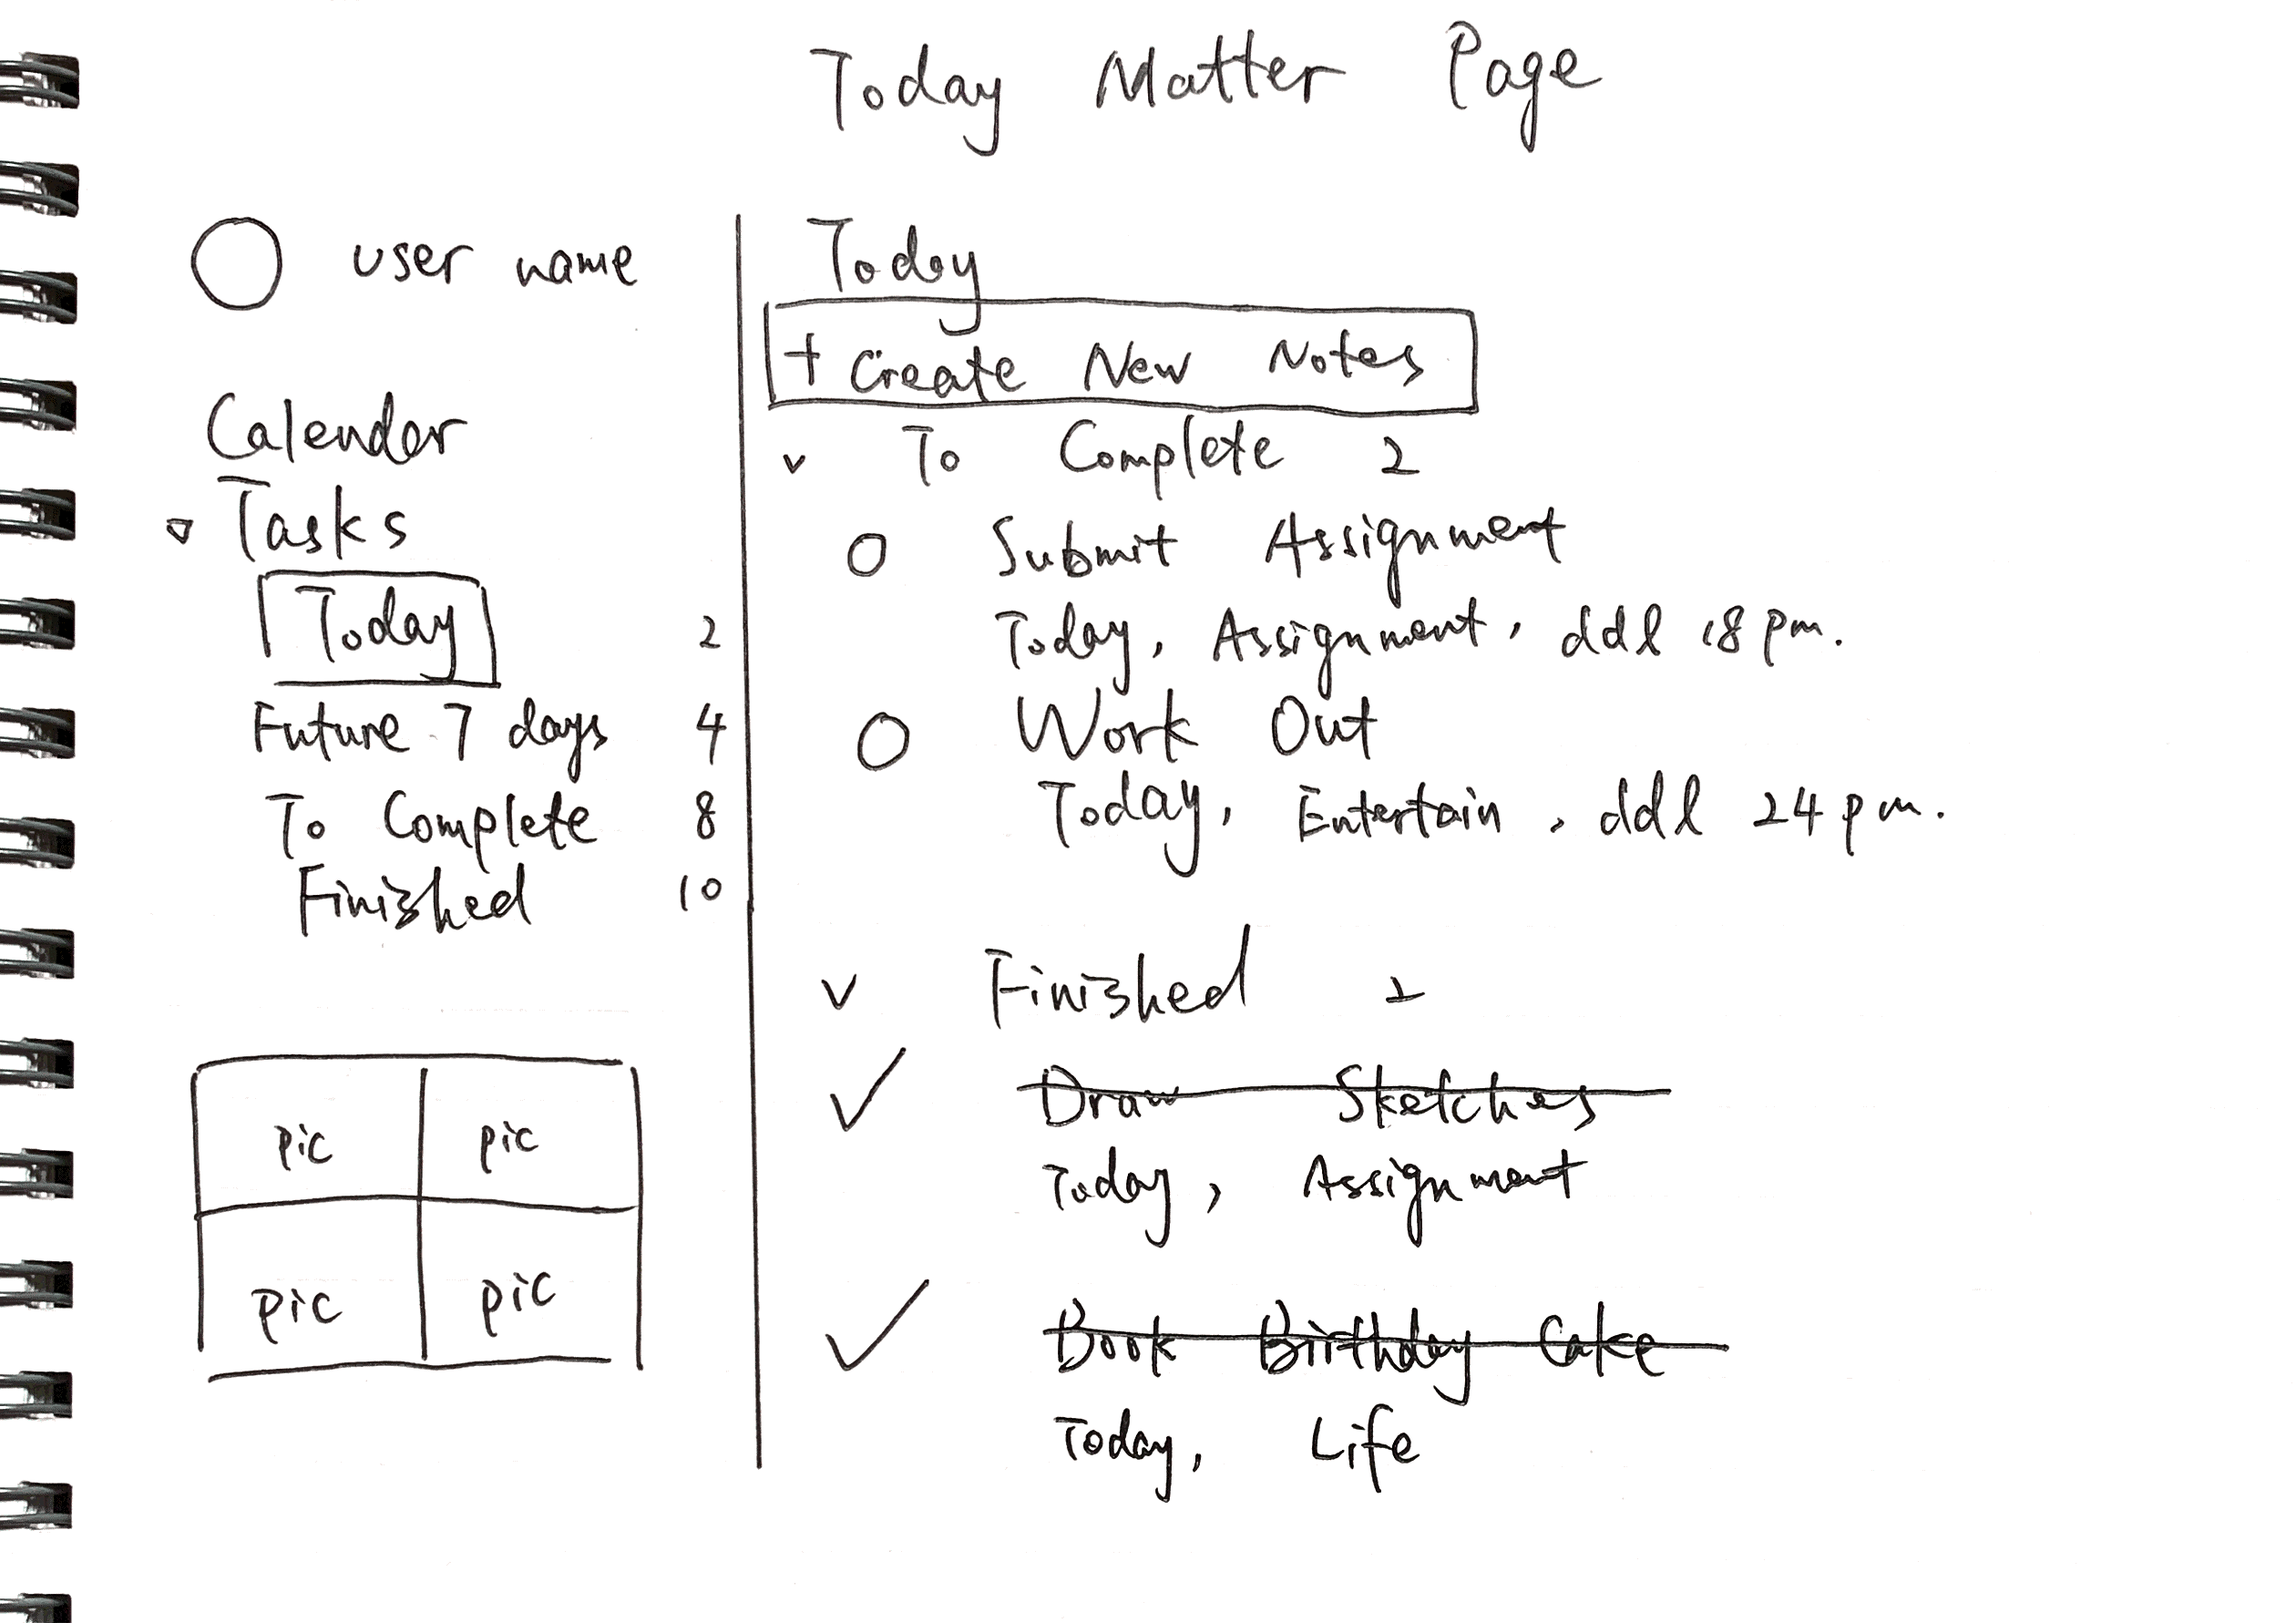 Today Matter Page
user name
Calender
Tasks
Today 2
Future 7 days 4
To Complete 8
Finished 10
pic pic
pic pic
Today
+ Create New Notes
v To Complete 2
Submit Assignment
Today, Assignment, ddl 18 pm.
Work Out
Today, Entertain, ddl 24 pm.
v Finished 2
Draw Sketches
Today, Assignment
Book Birthday Cake
Today, Life